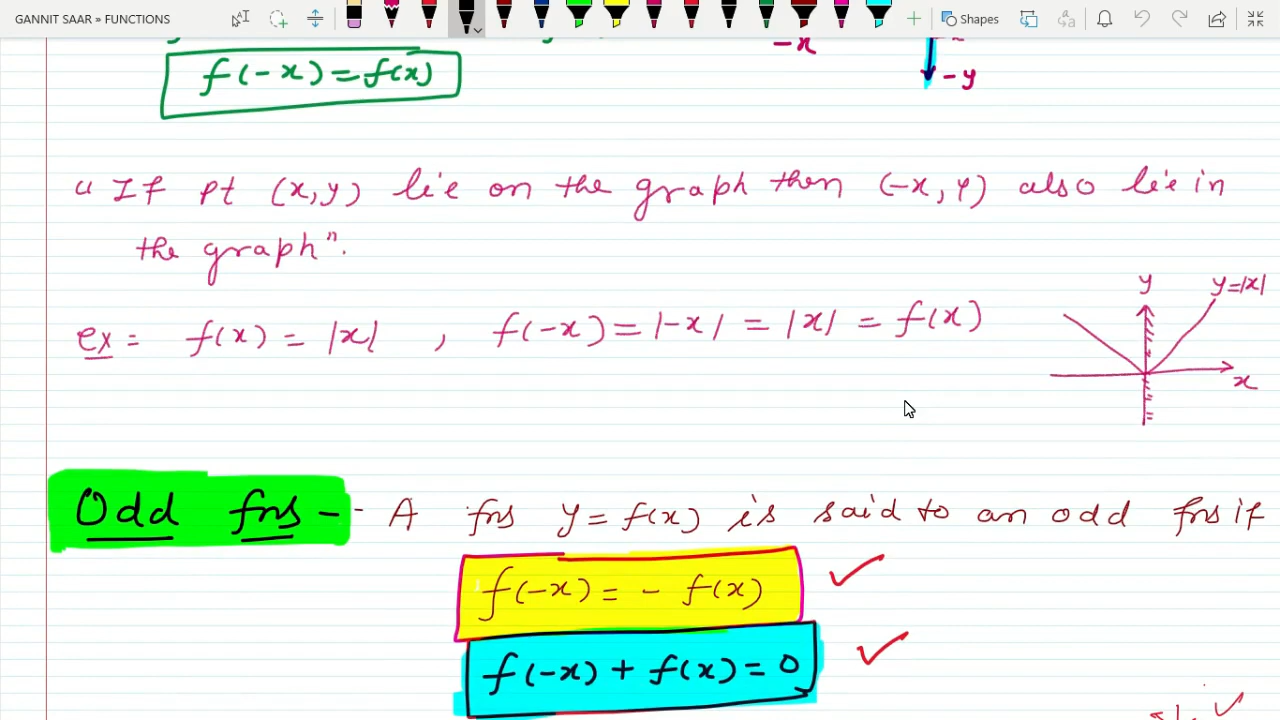 GANNIT SAAR » FUNCTIONS
Shapes
f(-x)=f(x)
-x
-y
" If pt (x,y) lie on the graph then (-x,y) also lie in
the graph".
ex = f(x) = |x| , f(-x) = |-x| = |x| = f(x)
y
y=|x|
x
Odd fns - - A fns y = f(x) is said to an odd fns if
f(-x) = - f(x)
f(-x) + f(x) = 0